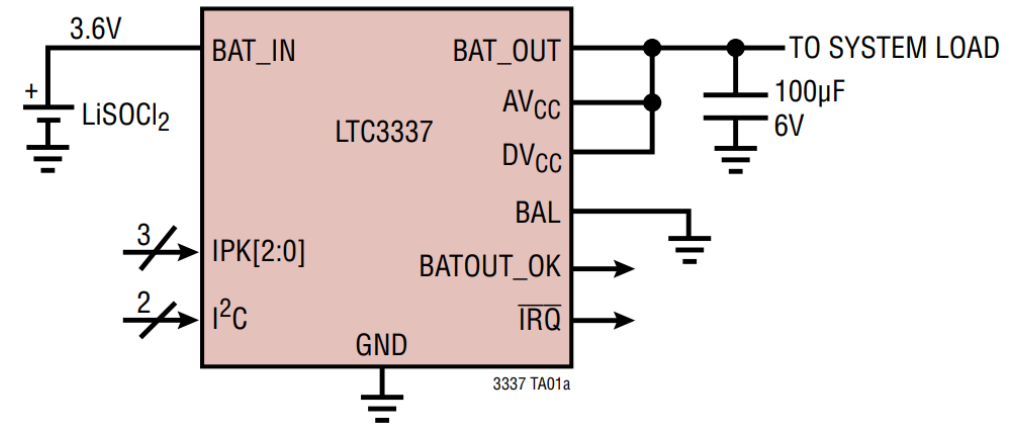 3.6V
BAT_IN
BAT_OUT
TO SYSTEM LOAD
+
LiSOCl2
LTC3337
AVCC
100µF
6V
DVCC
BAL
3
IPK[2:0]
BATOUT_OK
2
I²C
IRQ
GND
3337 TA01a